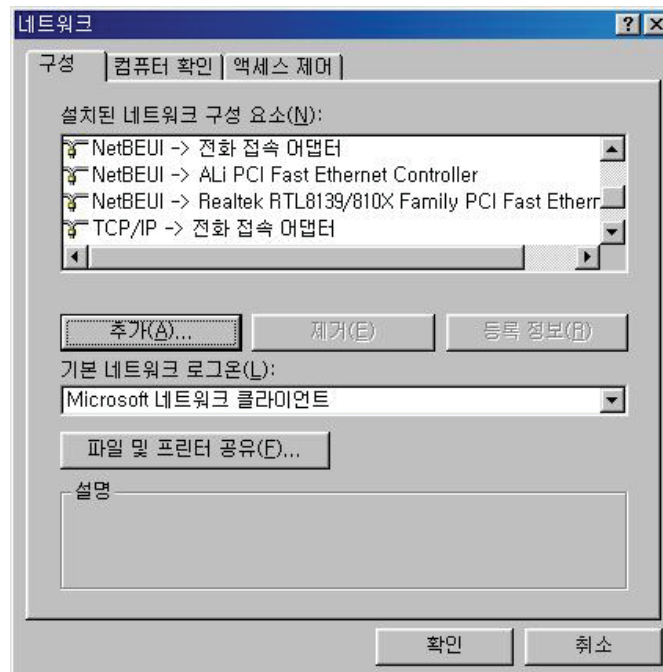 네트워크
구성 컴퓨터 확인 액세스 제어
설치된 네트워크 구성 요소(N):
NetBEUI -> 전화 접속 어댑터
NetBEUI -> ALi PCI Fast Ethernet Controller
NetBEUI -> Realtek RTL8139/810X Family PCI Fast Ethern
TCP/IP -> 전화 접속 어댑터
추가(A)... 제거(E) 등록 정보(R)
기본 네트워크 로그온(L):
Microsoft 네트워크 클라이언트
파일 및 프린터 공유(F)...
설명
확인 취소